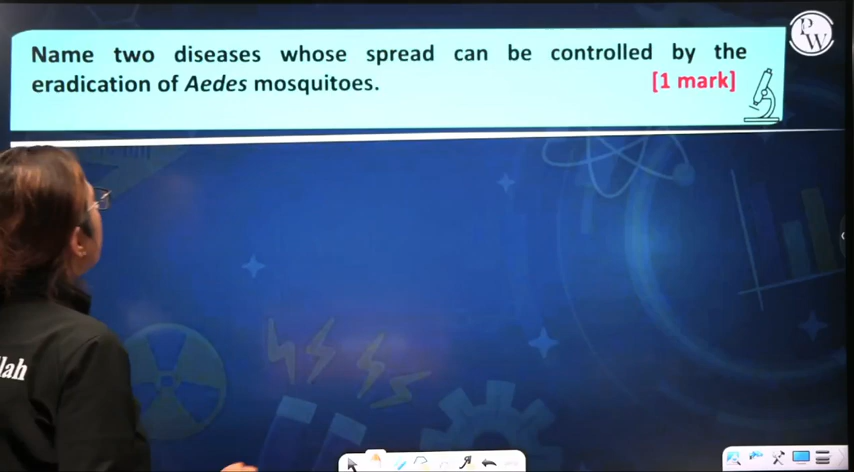 Name two diseases whose spread can be controlled by the
eradication of Aedes mosquitoes. [1 mark]
PW
lah